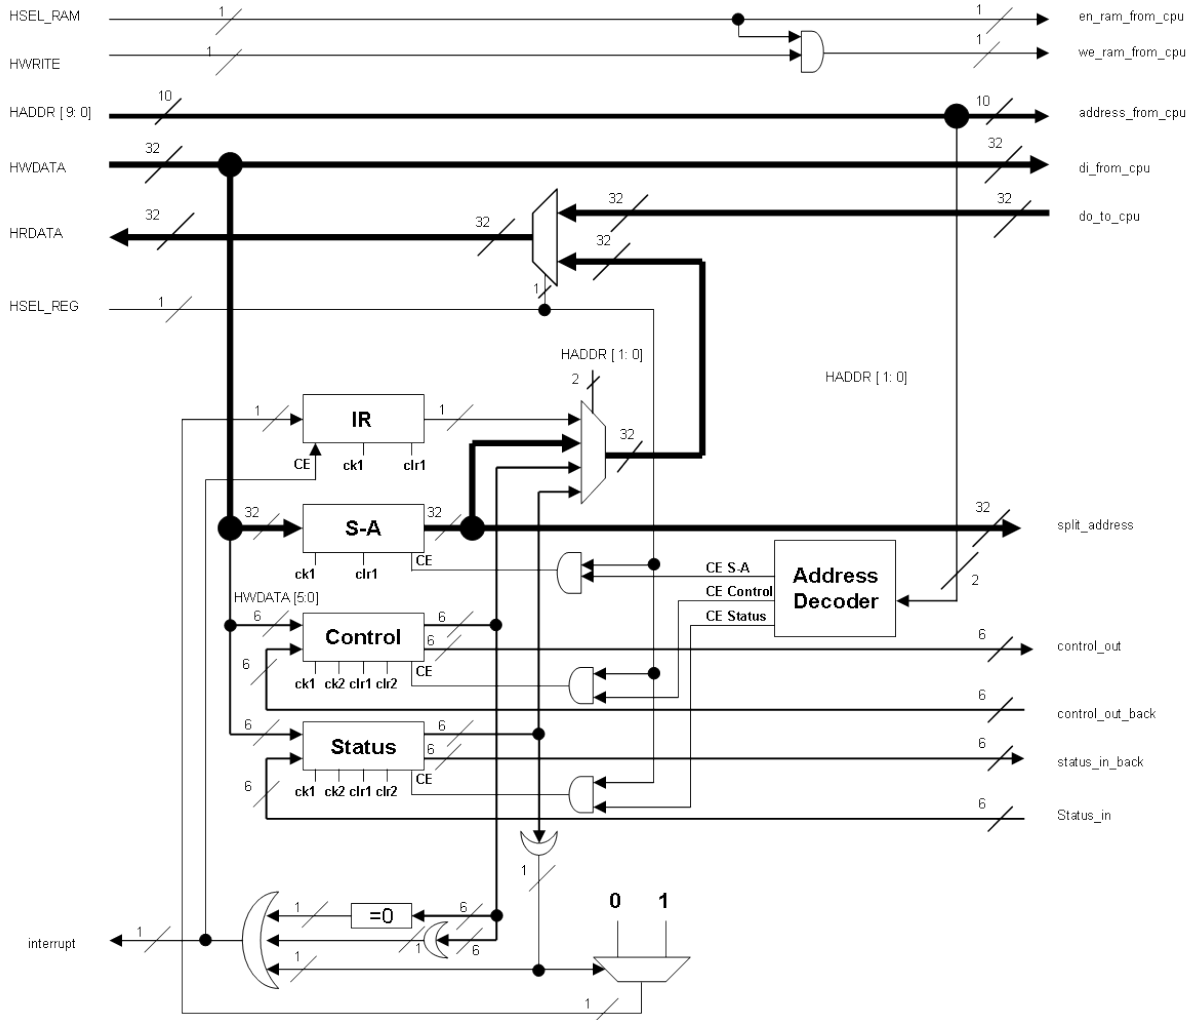 HSEL_RAM
1
1
en_ram_from_cpu
HWRITE
1
1
we_ram_from_cpu
HADDR [ 9: 0]
10
10
address_from_cpu
HWDATA
32
32
di_from_cpu
HRDATA
32
32
32
32
32
do_to_cpu
HSEL_REG
1
1
HADDR [ 1: 0]
2
HADDR [ 1: 0]
1
IR
1
32
CE
ck1
clr1
32
S-A
32
32
split_address
ck1
clr1
CE
CE S-A
CE Control
CE Status
Address
Decoder
2
HWDATA [5:0]
6
Control
6
6
6
control_out
6
ck1
ck2
clr1
clr2
CE
6
control_out_back
6
Status
6
6
6
status_in_back
6
ck1
ck2
clr1
clr2
CE
6
Status_in
1
0
1
1
=0
6
interrupt
1
1
6
1
1